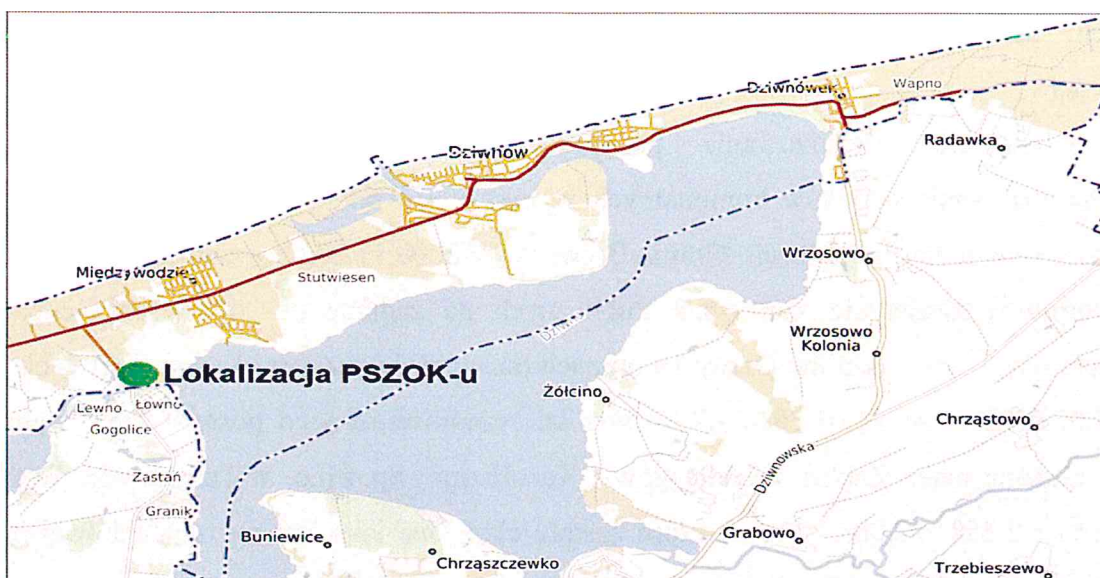 Dziwnówek
Wapno
Radawka
Dziwnów
Wrzosowo
Międzywodzie
Stutwiesen
Wrzosowo
Kolonia
Lokalizacja PSZOK-u
Żółcino
Lewno
Łowno
Gogolice
Chrząstowo
Zastań
Dziwnowska
Granik
Buniewice
Chrząszczewko
Grabowo
Trzebieszewo